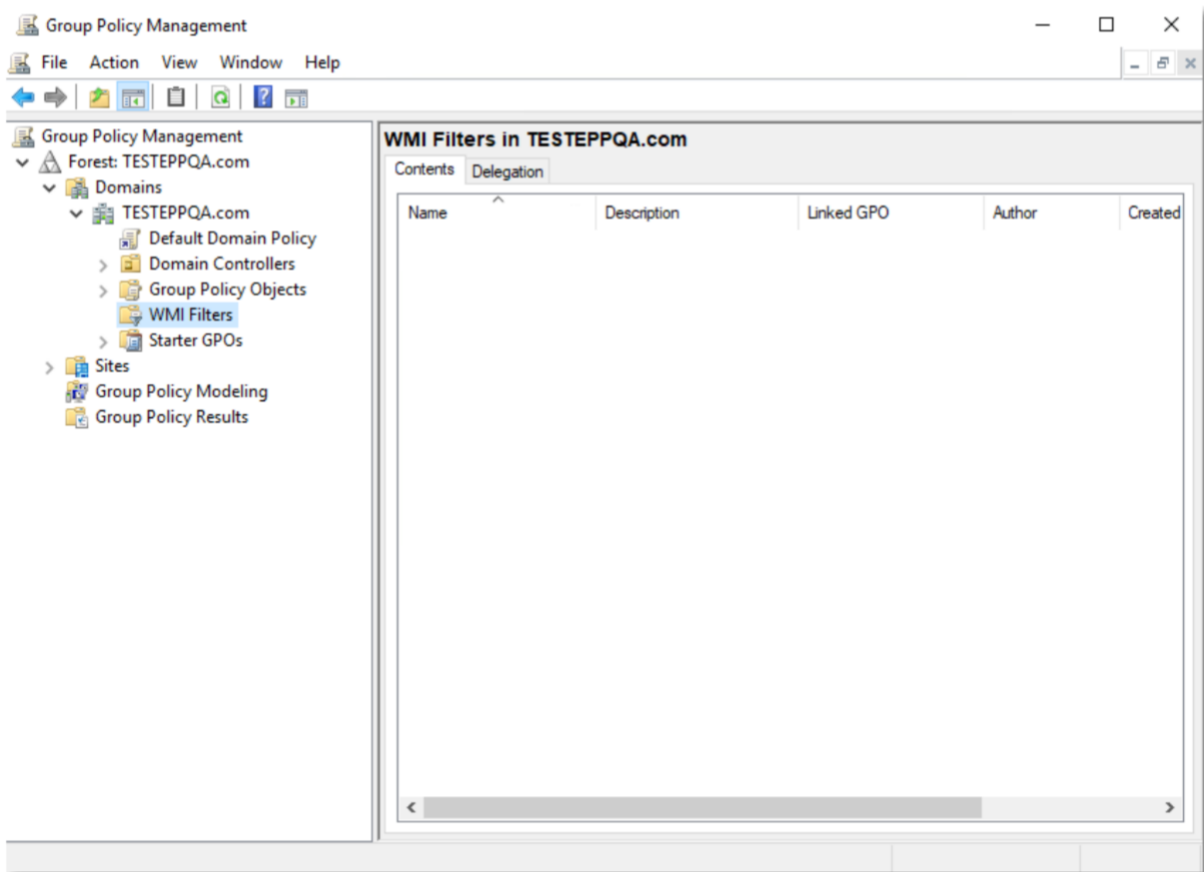 Group Policy Management
File Action View Window Help
Group Policy Management
Forest: TESTEPPQA.com
Domains
TESTEPPQA.com
Default Domain Policy
Domain Controllers
Group Policy Objects
WMI Filters
Starter GPOs
Sites
Group Policy Modeling
Group Policy Results
WMI Filters in TESTEPPQA.com
Contents Delegation
Name Description Linked GPO Author Created